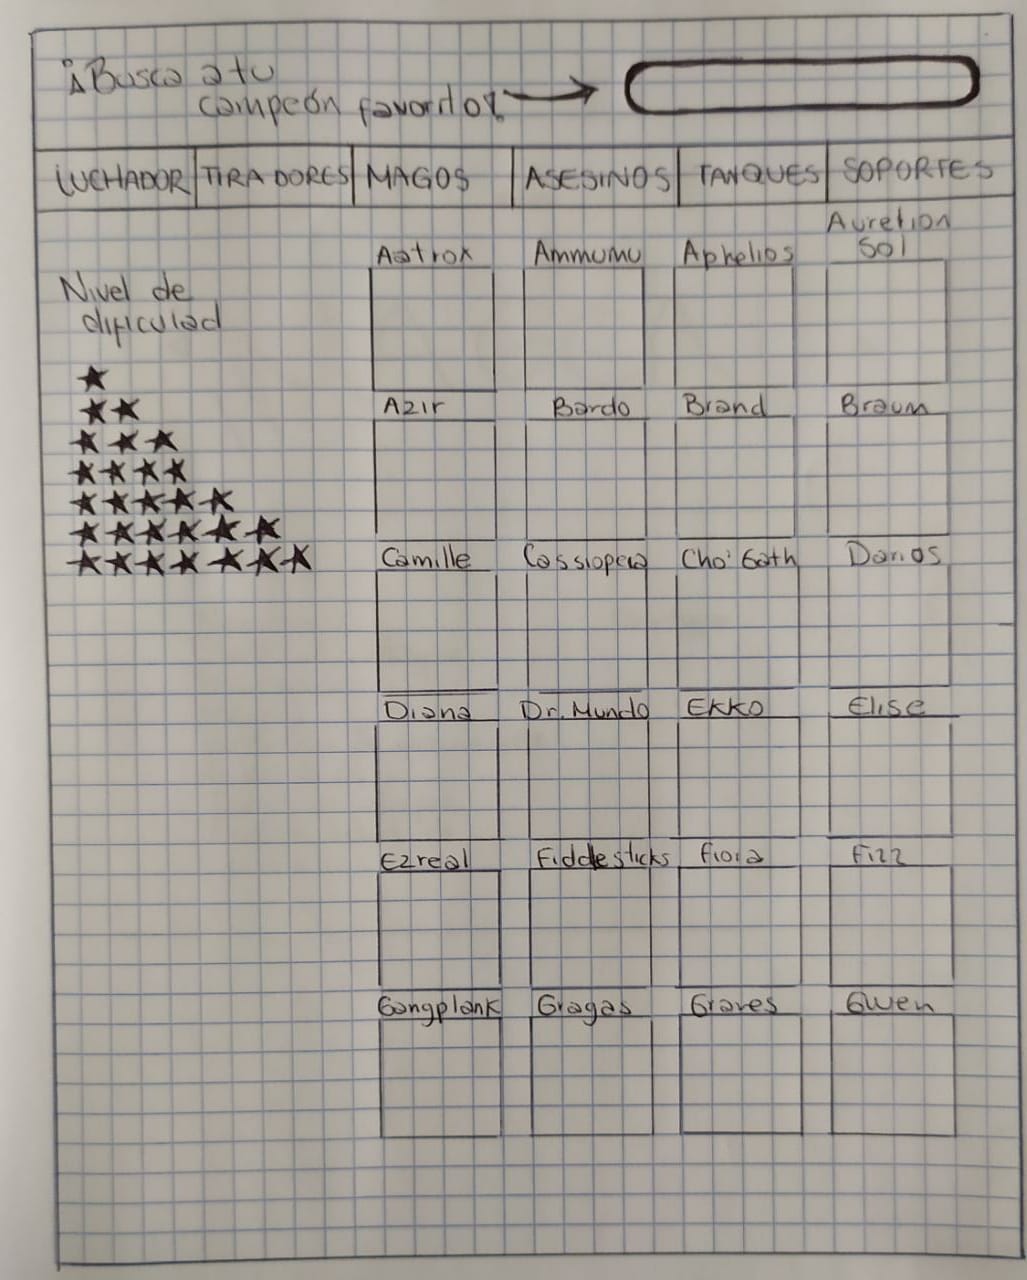 ¡Busca a tu
campeón favorito!
LUCHADOR TIRADORES MAGOS ASESINOS TANQUES SOPORTES
Nivel de
dificulad
Aatrox Ammumu Aphelios Aurelion Sol
Azir Bardo Brand Braum
Camille Cassiopeia Cho'Gath Darios
Diana Dr. Mundo EKKO Elise
Ezreal Fiddlesticks Fiora Fizz
Gangplank Gragas Graves Gwen